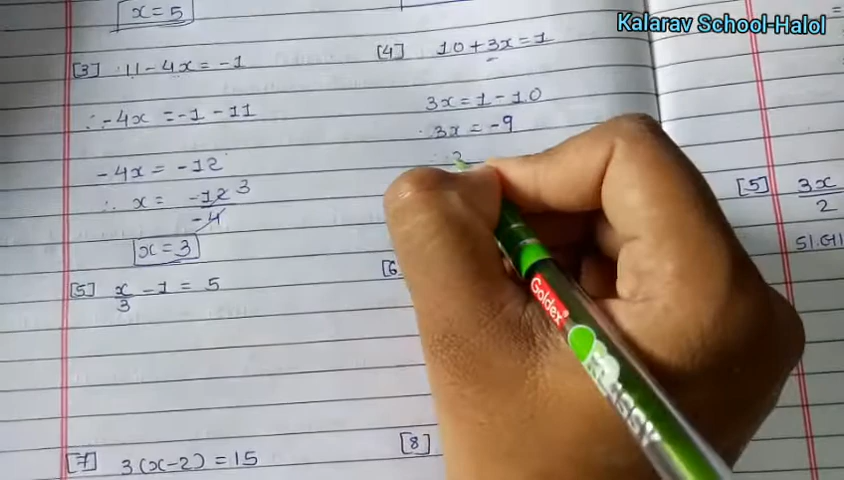 x = 5
Kalarav School-Halol
[3] 11 - 4x = -1
∴ -4x = -1 - 11
-4x = -12
∴ x = -12 3
-4
x = 3
[4] 10 + 3x = 1
3x = 1 - 10
∴ 3x = -9
[5] x/3 - 1 = 5
[7] 3(x-2) = 15
[8]
[5] 3x
2
Goldex
KLASSY